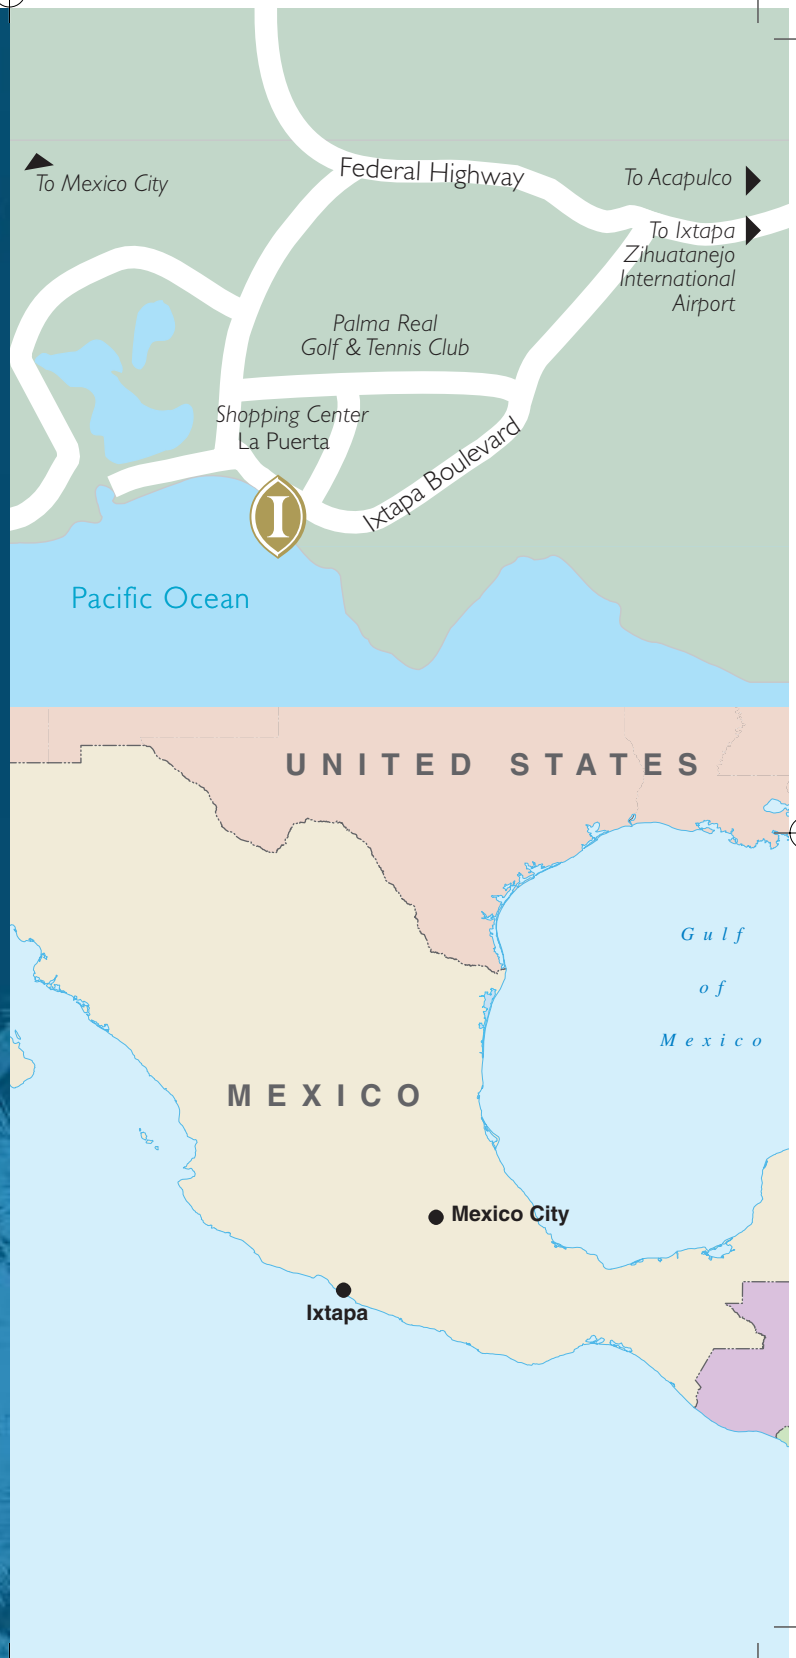 Federal Highway
To Mexico City
To Acapulco
To Ixtapa
Zihuatanejo
International
Airport
Palma Real
Golf & Tennis Club
Shopping Center
La Puerta
Ixtapa Boulevard
I
Pacific Ocean
UNITED STATES
Gulf
of
Mexico
MEXICO
Mexico City
Ixtapa